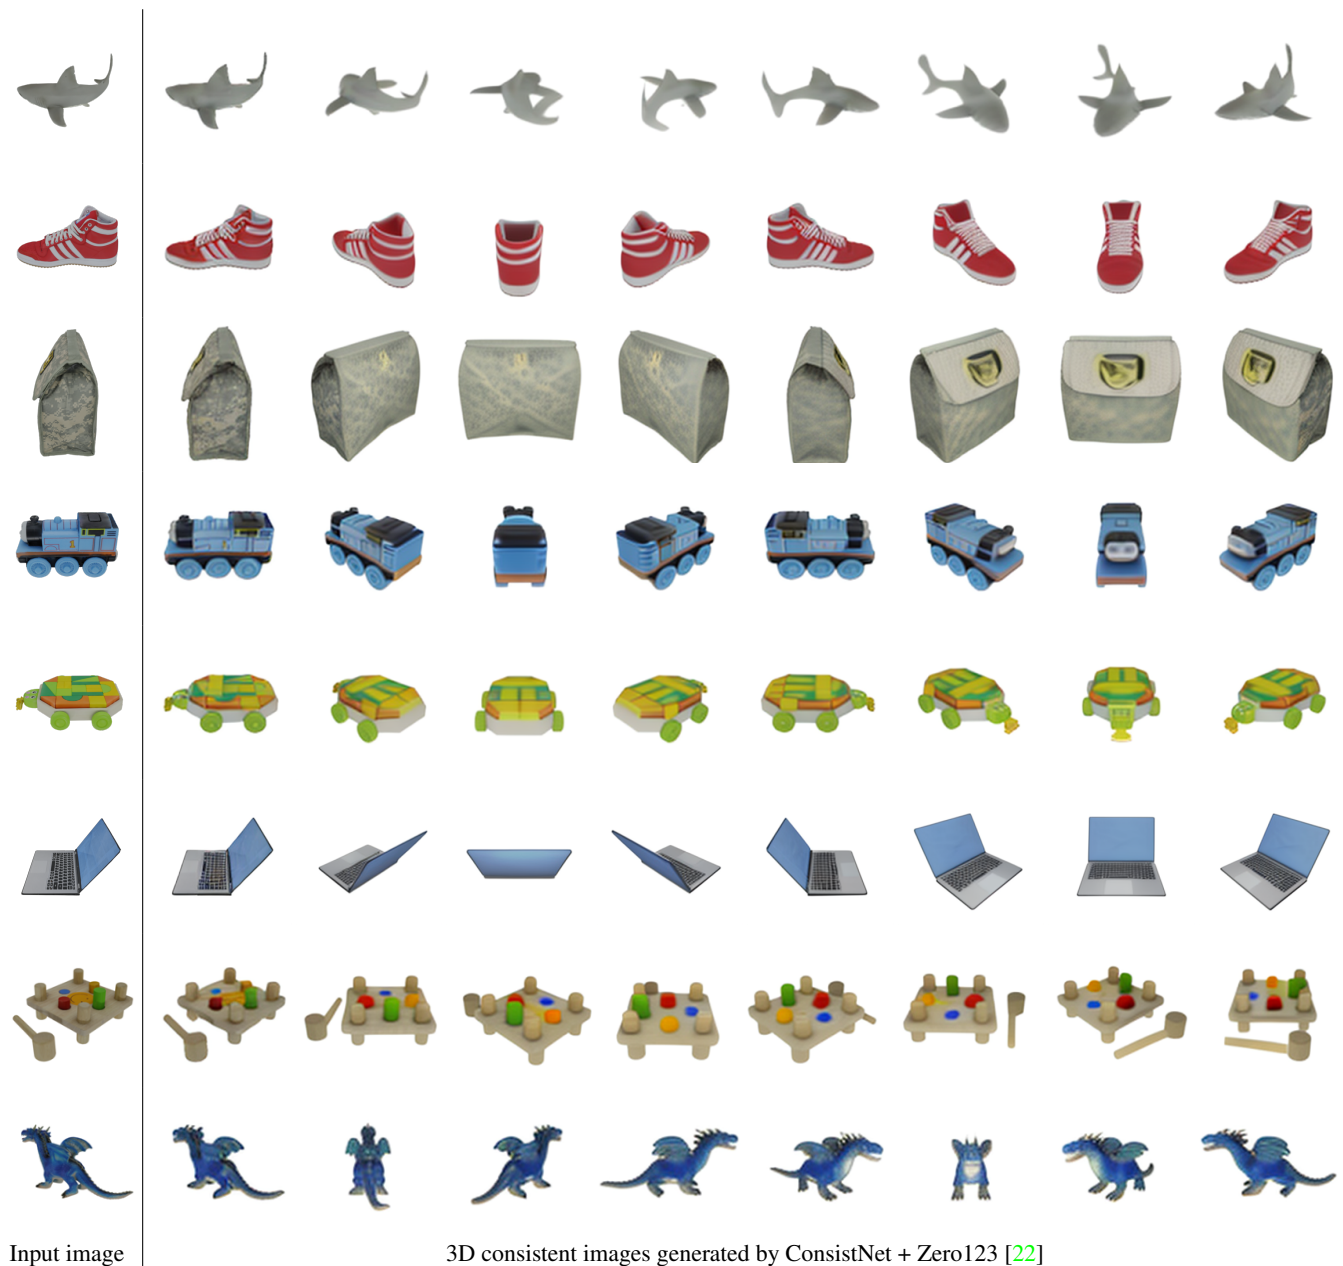 Input image
3D consistent images generated by ConsistNet + Zero123 [22]